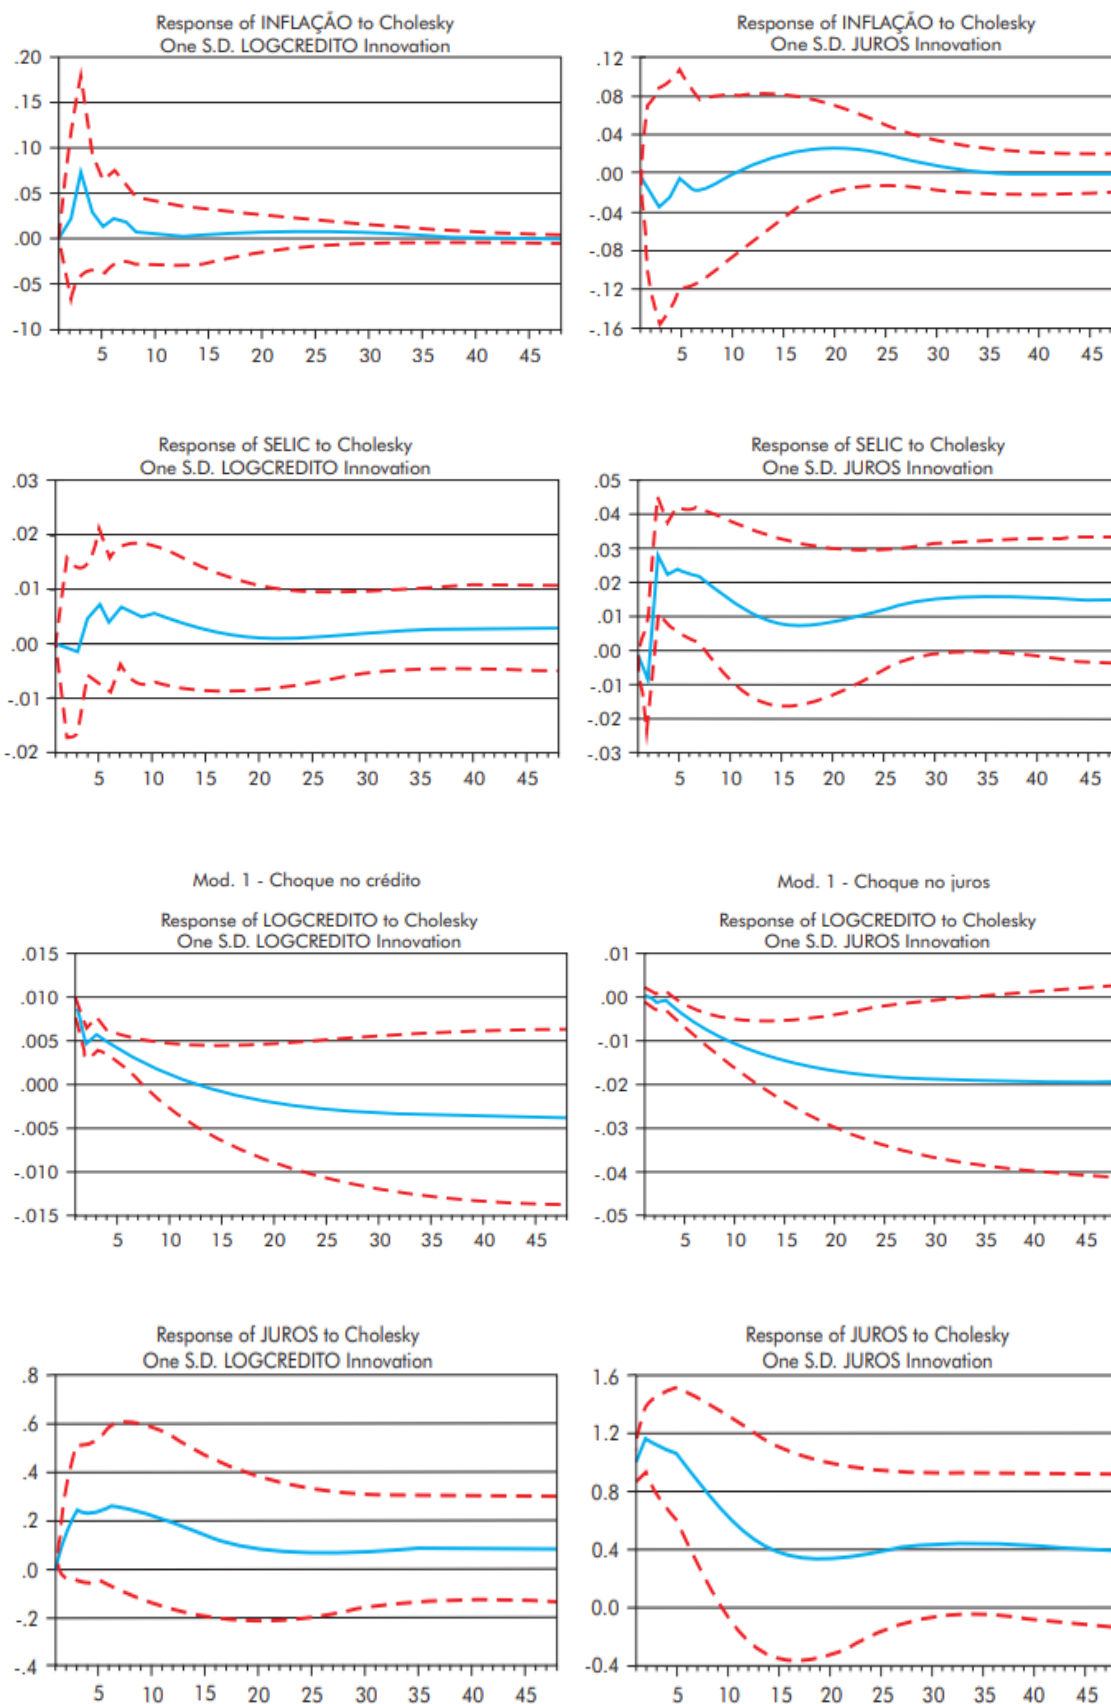 Response of INFLAÇÃO to Cholesky
One S.D. LOGCREDITO Innovation
.20
.15
.10
.05
.00
-.05
-.10
5 10 15 20 25 30 35 40 45
Response of INFLAÇÃO to Cholesky
One S.D. JUROS Innovation
.12
.08
.04
.00
-.04
-.08
-.12
-.16
5 10 15 20 25 30 35 40 45
Response of SELIC to Cholesky
One S.D. LOGCREDITO Innovation
.03
.02
.01
.00
-.01
-.02
5 10 15 20 25 30 35 40 45
Response of SELIC to Cholesky
One S.D. JUROS Innovation
.05
.04
.03
.02
.01
.00
-.01
-.02
-.03
5 10 15 20 25 30 35 40 45
Mod. 1 - Choque no crédito
Response of LOGCREDITO to Cholesky
One S.D. LOGCREDITO Innovation
.015
.010
.005
.000
-.005
-.010
-.015
5 10 15 20 25 30 35 40 45
Mod. 1 - Choque no juros
Response of LOGCREDITO to Cholesky
One S.D. JUROS Innovation
.01
.00
-.01
-.02
-.03
-.04
-.05
5 10 15 20 25 30 35 40 45
Response of JUROS to Cholesky
One S.D. LOGCREDITO Innovation
.8
.6
.4
.2
.0
-.2
-.4
5 10 15 20 25 30 35 40 45
Response of JUROS to Cholesky
One S.D. JUROS Innovation
1.6
1.2
0.8
0.4
0.0
-0.4
5 10 15 20 25 30 35 40 45